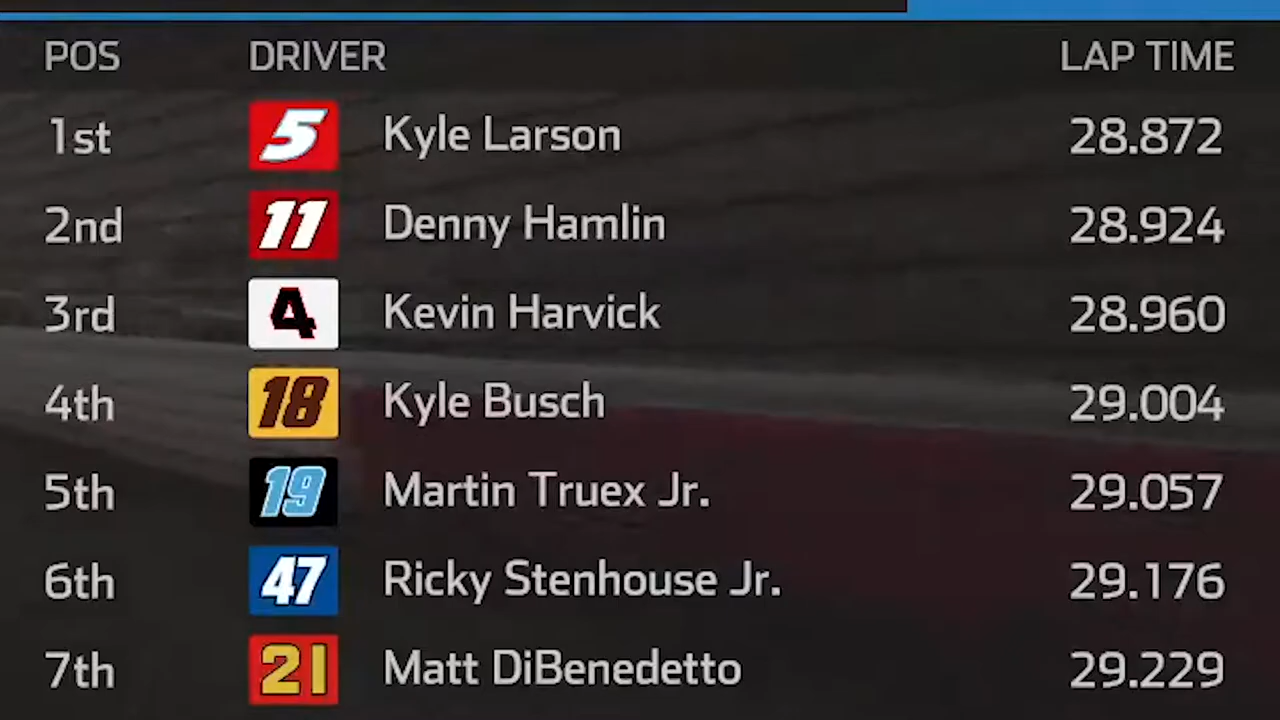 POS DRIVER LAP TIME
1st 5 Kyle Larson 28.872
2nd 11 Denny Hamlin 28.924
3rd 4 Kevin Harvick 28.960
4th 18 Kyle Busch 29.004
5th 19 Martin Truex Jr. 29.057
6th 47 Ricky Stenhouse Jr. 29.176
7th 21 Matt DiBenedetto 29.229